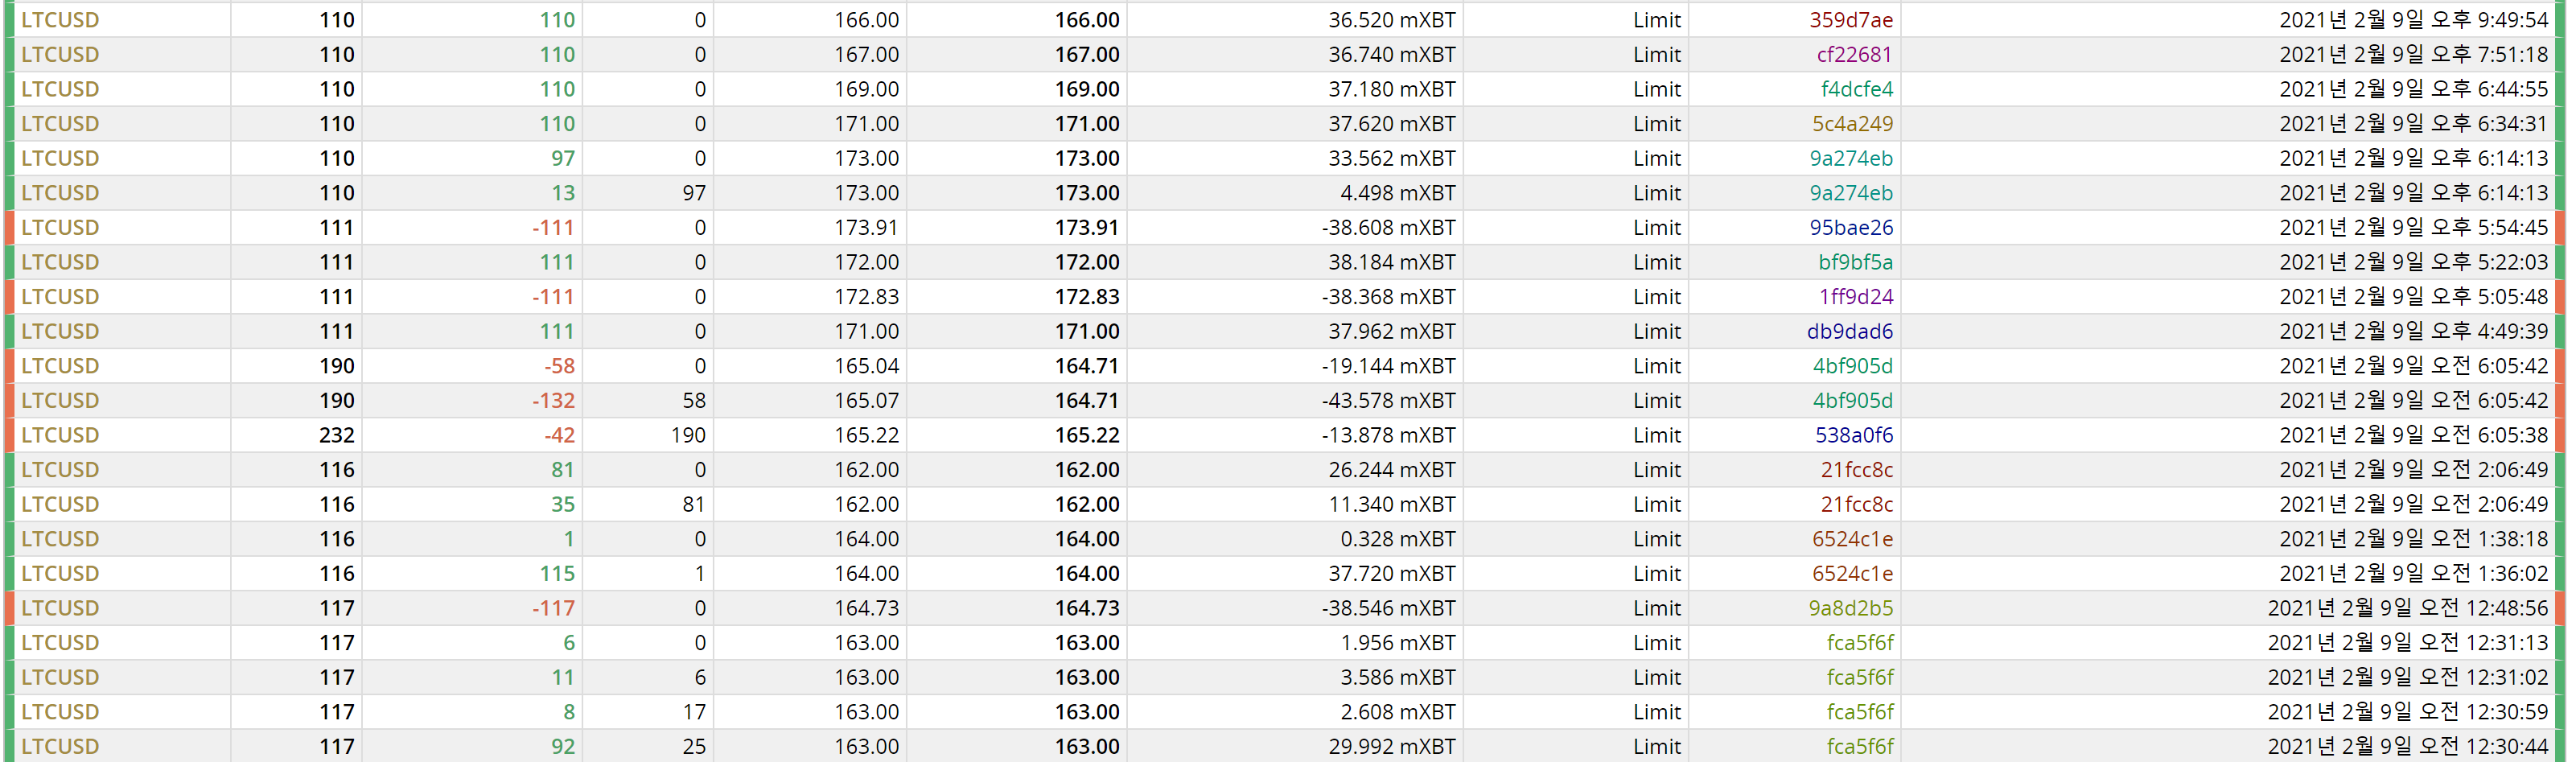 LTCUSD 110 110 0 166.00 166.00 36.520 mXBT Limit 359d7ae 2021년 2월 9일 오후 9:49:54
LTCUSD 110 110 0 167.00 167.00 36.740 mXBT Limit cf22681 2021년 2월 9일 오후 7:51:18
LTCUSD 110 110 0 169.00 169.00 37.180 mXBT Limit f4dcfe4 2021년 2월 9일 오후 6:44:55
LTCUSD 110 110 0 171.00 171.00 37.620 mXBT Limit 5c4a249 2021년 2월 9일 오후 6:34:31
LTCUSD 110 97 0 173.00 173.00 33.562 mXBT Limit 9a274eb 2021년 2월 9일 오후 6:14:13
LTCUSD 110 13 97 173.00 173.00 4.498 mXBT Limit 9a274eb 2021년 2월 9일 오후 6:14:13
LTCUSD 111 -111 0 173.91 173.91 -38.608 mXBT Limit 95bae26 2021년 2월 9일 오후 5:54:45
LTCUSD 111 111 0 172.00 172.00 38.184 mXBT Limit bf9bf5a 2021년 2월 9일 오후 5:22:03
LTCUSD 111 -111 0 172.83 172.83 -38.368 mXBT Limit 1ff9d24 2021년 2월 9일 오후 5:05:48
LTCUSD 111 111 0 171.00 171.00 37.962 mXBT Limit db9dad6 2021년 2월 9일 오후 4:49:39
LTCUSD 190 -58 0 165.04 164.71 -19.144 mXBT Limit 4bf905d 2021년 2월 9일 오전 6:05:42
LTCUSD 190 -132 58 165.07 164.71 -43.578 mXBT Limit 4bf905d 2021년 2월 9일 오전 6:05:42
LTCUSD 232 -42 190 165.22 165.22 -13.878 mXBT Limit 538a0f6 2021년 2월 9일 오전 6:05:38
LTCUSD 116 81 0 162.00 162.00 26.244 mXBT Limit 21fcc8c 2021년 2월 9일 오전 2:06:49
LTCUSD 116 35 81 162.00 162.00 11.340 mXBT Limit 21fcc8c 2021년 2월 9일 오전 2:06:49
LTCUSD 116 1 0 164.00 164.00 0.328 mXBT Limit 6524c1e 2021년 2월 9일 오전 1:38:18
LTCUSD 116 115 1 164.00 164.00 37.720 mXBT Limit 6524c1e 2021년 2월 9일 오전 1:36:02
LTCUSD 117 -117 0 164.73 164.73 -38.546 mXBT Limit 9a8d2b5 2021년 2월 9일 오전 12:48:56
LTCUSD 117 6 0 163.00 163.00 1.956 mXBT Limit fca5f6f 2021년 2월 9일 오전 12:31:13
LTCUSD 117 11 6 163.00 163.00 3.586 mXBT Limit fca5f6f 2021년 2월 9일 오전 12:31:02
LTCUSD 117 8 17 163.00 163.00 2.608 mXBT Limit fca5f6f 2021년 2월 9일 오전 12:30:59
LTCUSD 117 92 25 163.00 163.00 29.992 mXBT Limit fca5f6f 2021년 2월 9일 오전 12:30:44